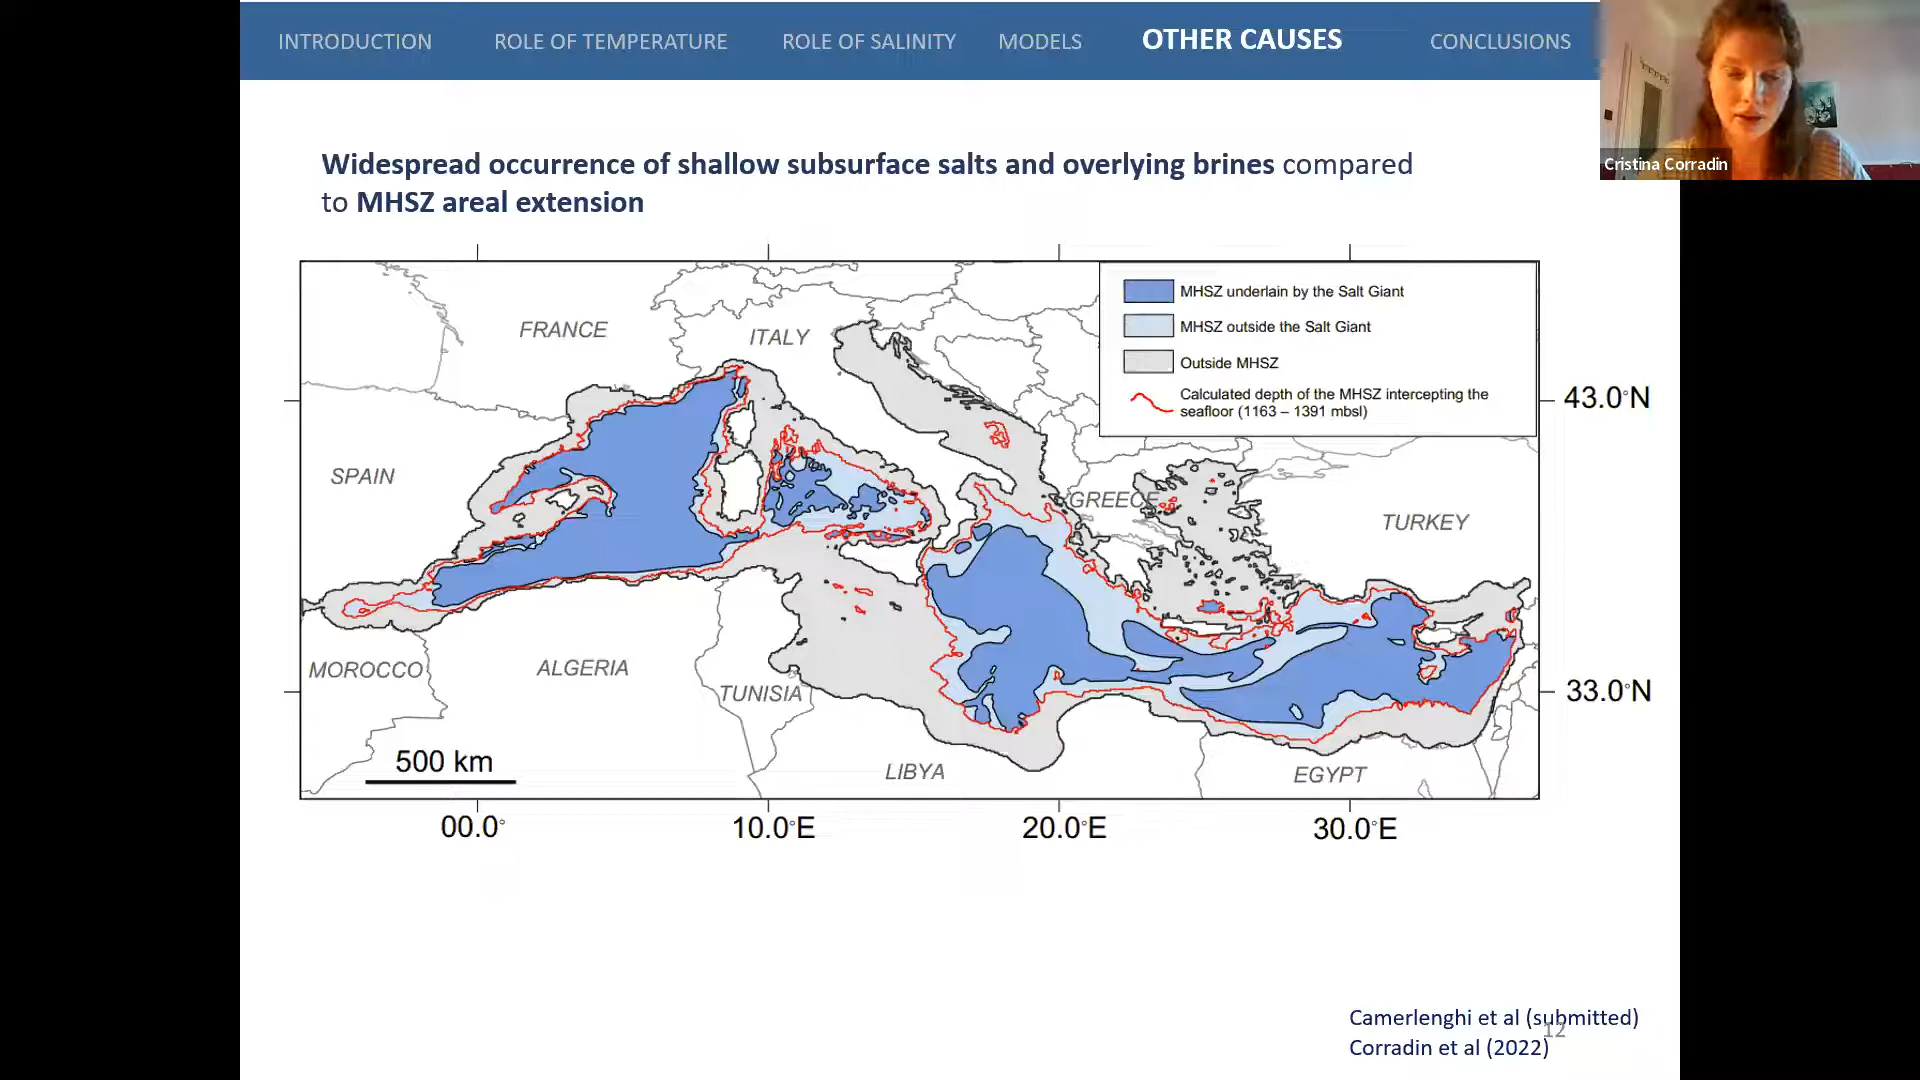 INTRODUCTION ROLE OF TEMPERATURE ROLE OF SALINITY MODELS OTHER CAUSES CONCLUSIONS
Cristina Corradin
Widespread occurrence of shallow subsurface salts and overlying brines compared
to MHSZ areal extension
MHSZ underlain by the Salt Giant
MHSZ outside the Salt Giant
Outside MHSZ
Calculated depth of the MHSZ intercepting the
seafloor (1163 – 1391 mbsl)
FRANCE
ITALY
43.0°N
SPAIN
GREECE
TURKEY
MOROCCO
ALGERIA
TUNISIA
33.0°N
500 km
LIBYA
EGYPT
00.0° 10.0°E 20.0°E 30.0°E
Camerlenghi et al (submitted)
12
Corradin et al (2022)